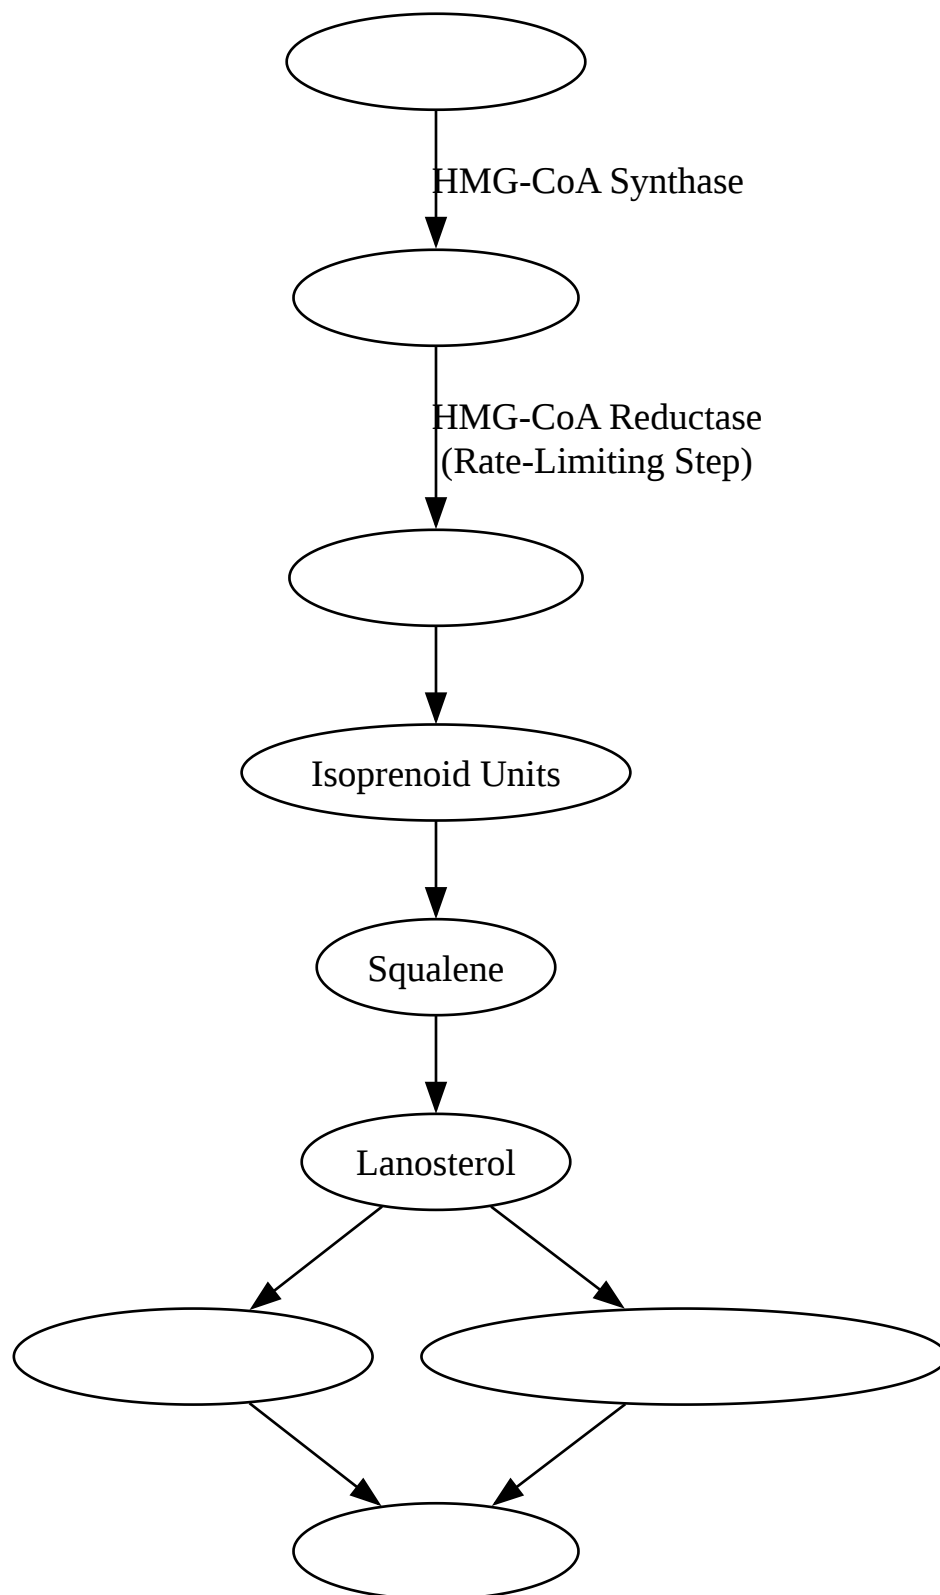 HMG-CoA Synthase
HMG-CoA Reductase
(Rate-Limiting Step)
Isoprenoid Units
Squalene
Lanosterol